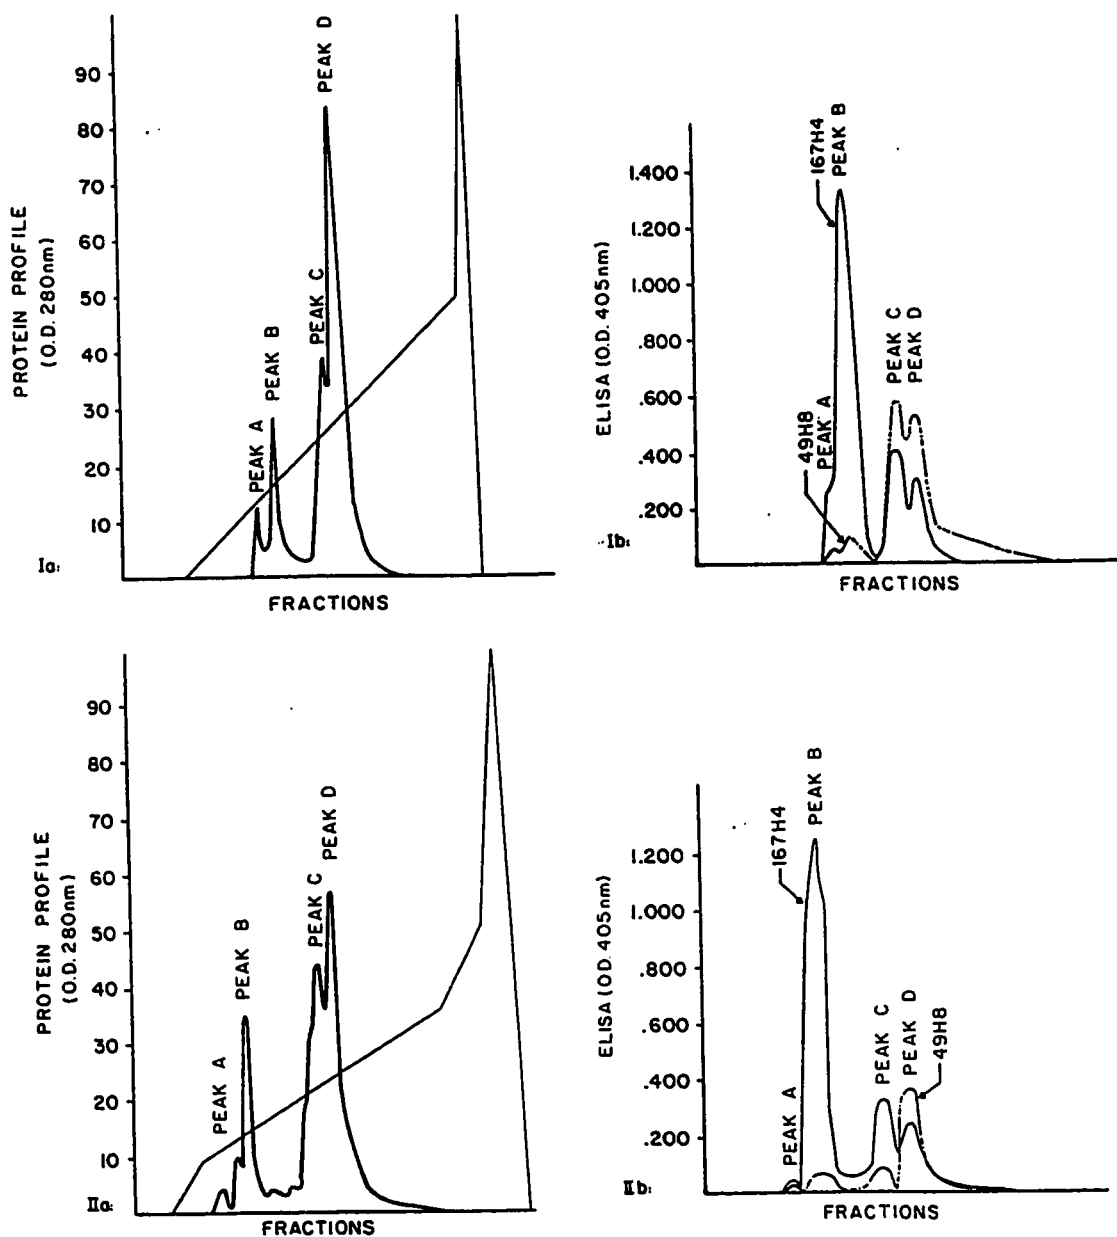 PROTEIN PROFILE
(O.D. 280nm)
90
80
70
60
50
40
30
20
10
PEAK A
PEAK B
PEAK C
PEAK D
Ia:
FRACTIONS
ELISA (O.D. 405nm)
1.400
1.200
1.000
.800
.600
.400
.200
49H8
PEAK A
167H4
PEAK B
PEAK C
PEAK D
Ib:
FRACTIONS
PROTEIN PROFILE
(O.D. 280nm)
90
80
70
60
50
40
30
20
10
PEAK A
PEAK B
PEAK C
PEAK D
IIa:
FRACTIONS
ELISA (O.D. 405nm)
1.200
1.000
.800
.600
.400
.200
167H4
PEAK A
PEAK B
PEAK C
PEAK D
49H8
IIb:
FRACTIONS